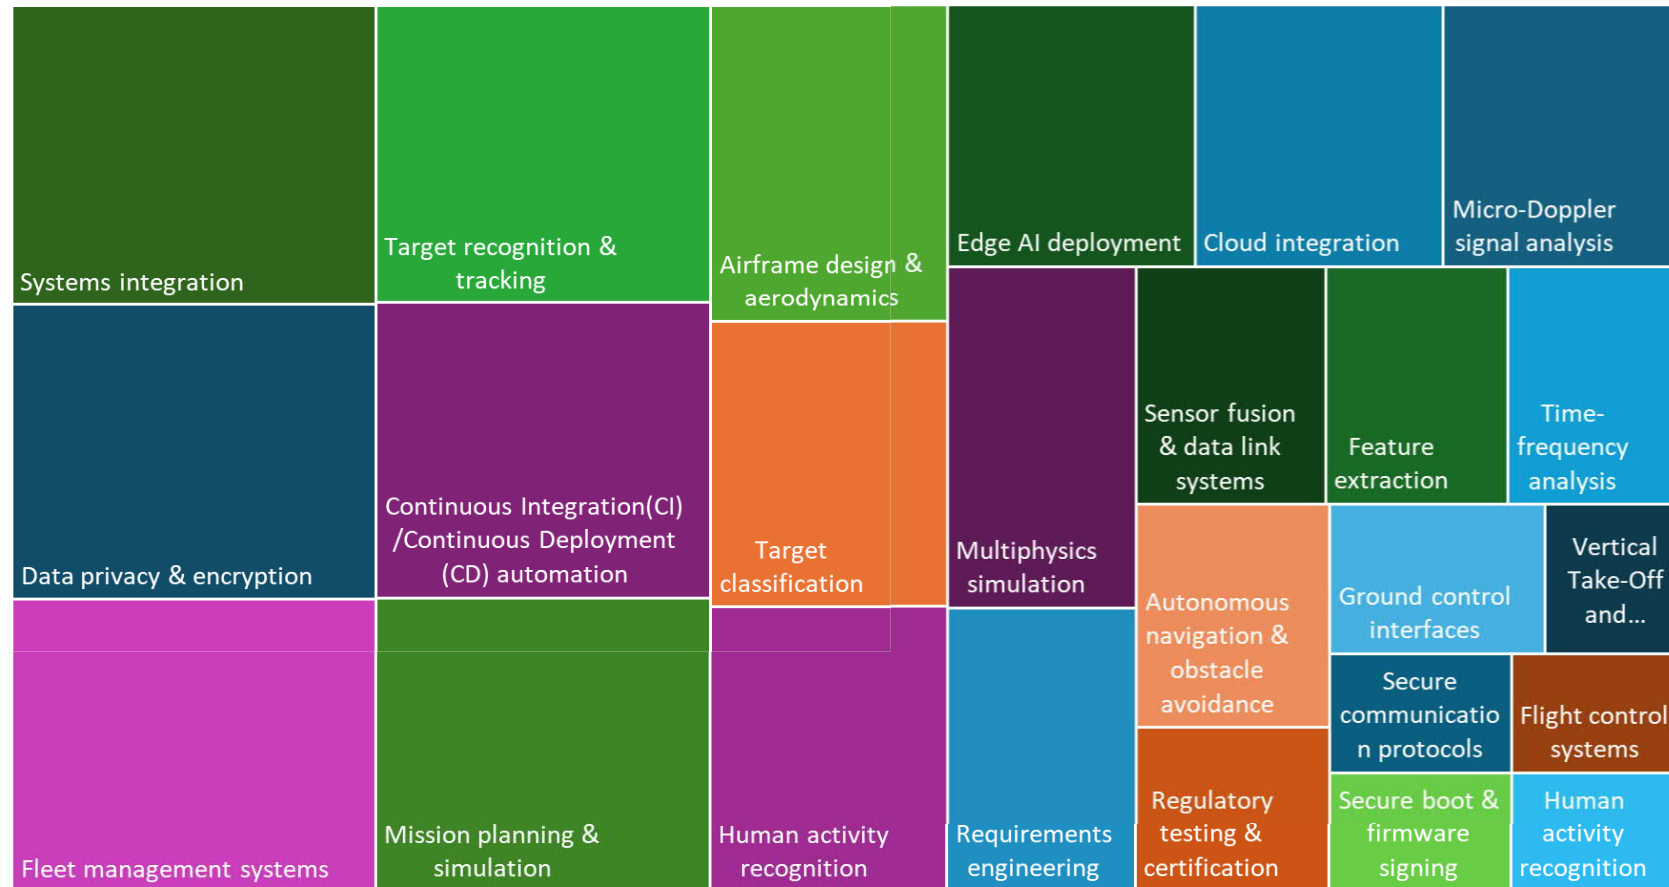 Systems integration
Data privacy & encryption
Fleet management systems
Target recognition &
tracking
Continuous Integration(CI)
/Continuous Deployment
(CD) automation
Mission planning &
simulation
Airframe design &
aerodynamics
Target
classification
Human activity
recognition
Edge AI deployment
Cloud integration
Micro-Doppler
signal analysis
Multiphysics
simulation
Requirements
engineering
Sensor fusion
& data link
systems
Feature
extraction
Time-
frequency
analysis
Autonomous
navigation &
obstacle
avoidance
Regulatory
testing &
certification
Ground control
interfaces
Vertical
Take-Off
and...
Secure
communicatio
n protocols
Flight control
systems
Secure boot &
firmware
signing
Human
activity
recognition